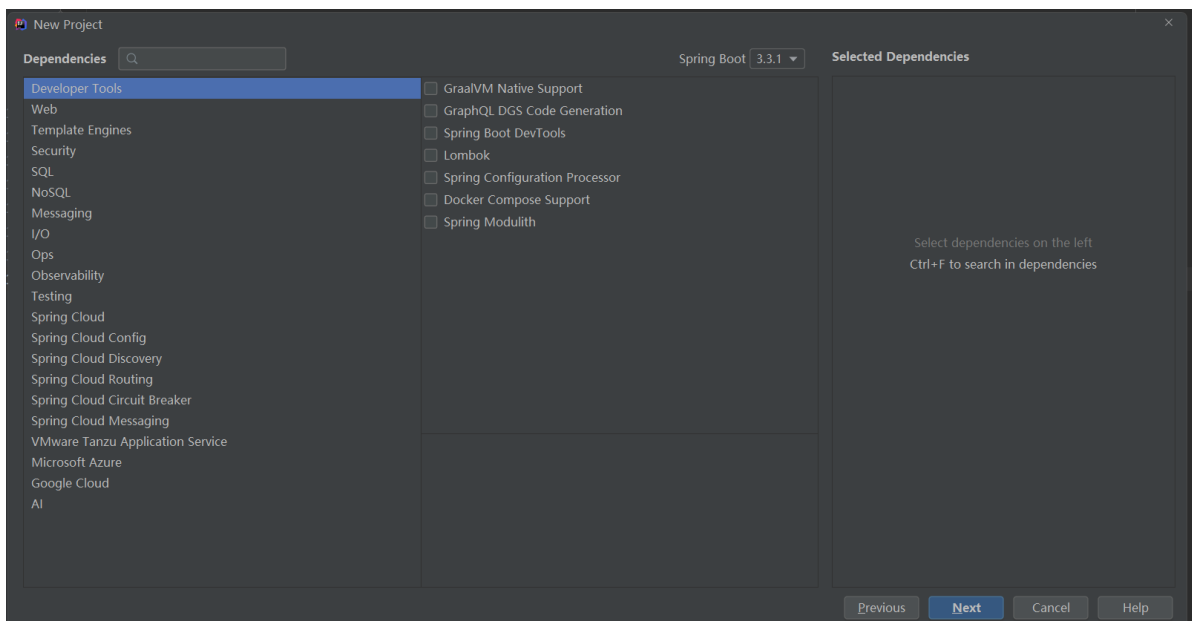 New Project
Dependencies
Spring Boot 3.3.1
Selected Dependencies
Developer Tools
Web
Template Engines
Security
SQL
NoSQL
Messaging
I/O
Ops
Observability
Testing
Spring Cloud
Spring Cloud Config
Spring Cloud Discovery
Spring Cloud Routing
Spring Cloud Circuit Breaker
Spring Cloud Messaging
VMware Tanzu Application Service
Microsoft Azure
Google Cloud
AI
GraalVM Native Support
GraphQL DGS Code Generation
Spring Boot DevTools
Lombok
Spring Configuration Processor
Docker Compose Support
Spring Modulith
Select dependencies on the left
Ctrl+F to search in dependencies
Previous
Next
Cancel
Help